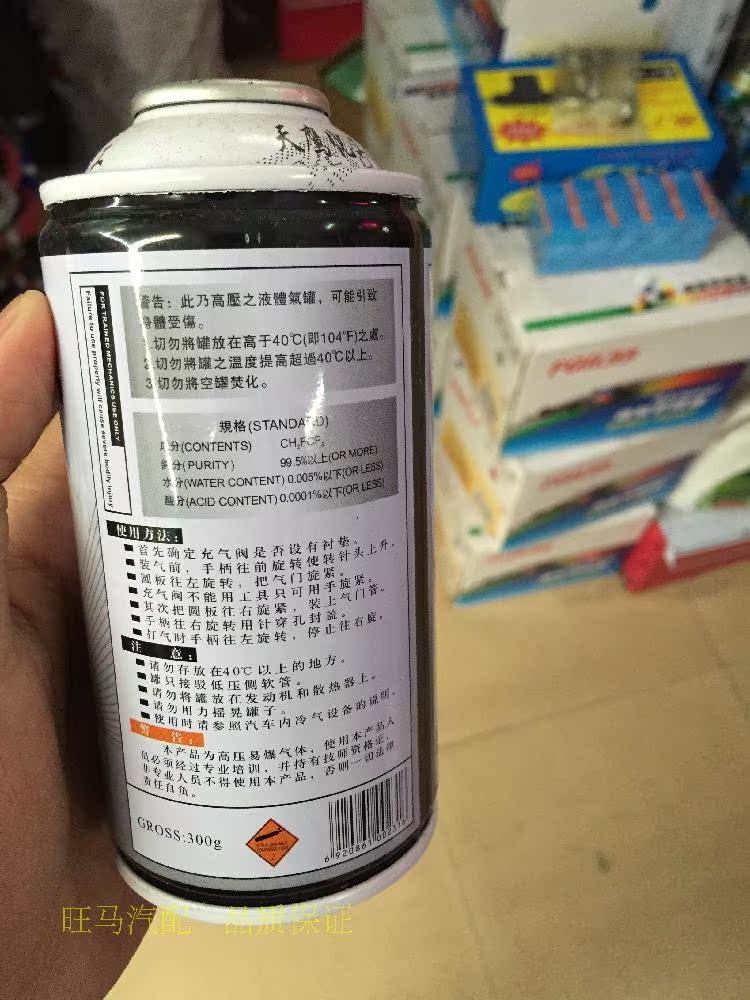 天鷹
警告：此乃高壓之液體氣罐，可能引致
身體受傷。
1.切勿將罐放在高于40℃(即104°F)之處。
2.切勿將罐之溫度提高超過40℃以上。
3.切勿將空罐焚化。
FOR TRAINED MECHANICS USE ONLY
Failure to use properly will cause severe bodily injury
規格(STANDARD)
成分(CONTENTS) CH₂FCF₃
純分(PURITY) 99.5%以上(OR MORE)
水分(WATER CONTENT) 0.005%以下(OR LESS)
酸分(ACID CONTENT) 0.0001%以下(OR LESS)
使用方法：
首先确定充气阀是否设有衬垫。
装气前，手柄往前旋转使转针头上升，
圆板往左旋转，把气门旋紧。
充气阀不能用工具只可用手旋紧。
其次把圆板往右旋紧，装上气门管。
手柄往右旋转用针穿孔封盖。
打气时手柄往左旋转，停止往右旋。
注意：
请勿存放在40℃以上的地方。
罐只接驳低压侧软管。
请勿将罐放在发动机和散热器上。
请勿用力摇晃罐子。
使用时请参照汽车内冷气设备的说明。
警告：
本产品为高压易爆气体，使用本产品人
员必须经过专业培训，并持有技师资格证，
非专业人员不得使用本产品，否则一切法律
责任自负。
GROSS:300g
2
6 920861 00231
旺马汽配 品质保证